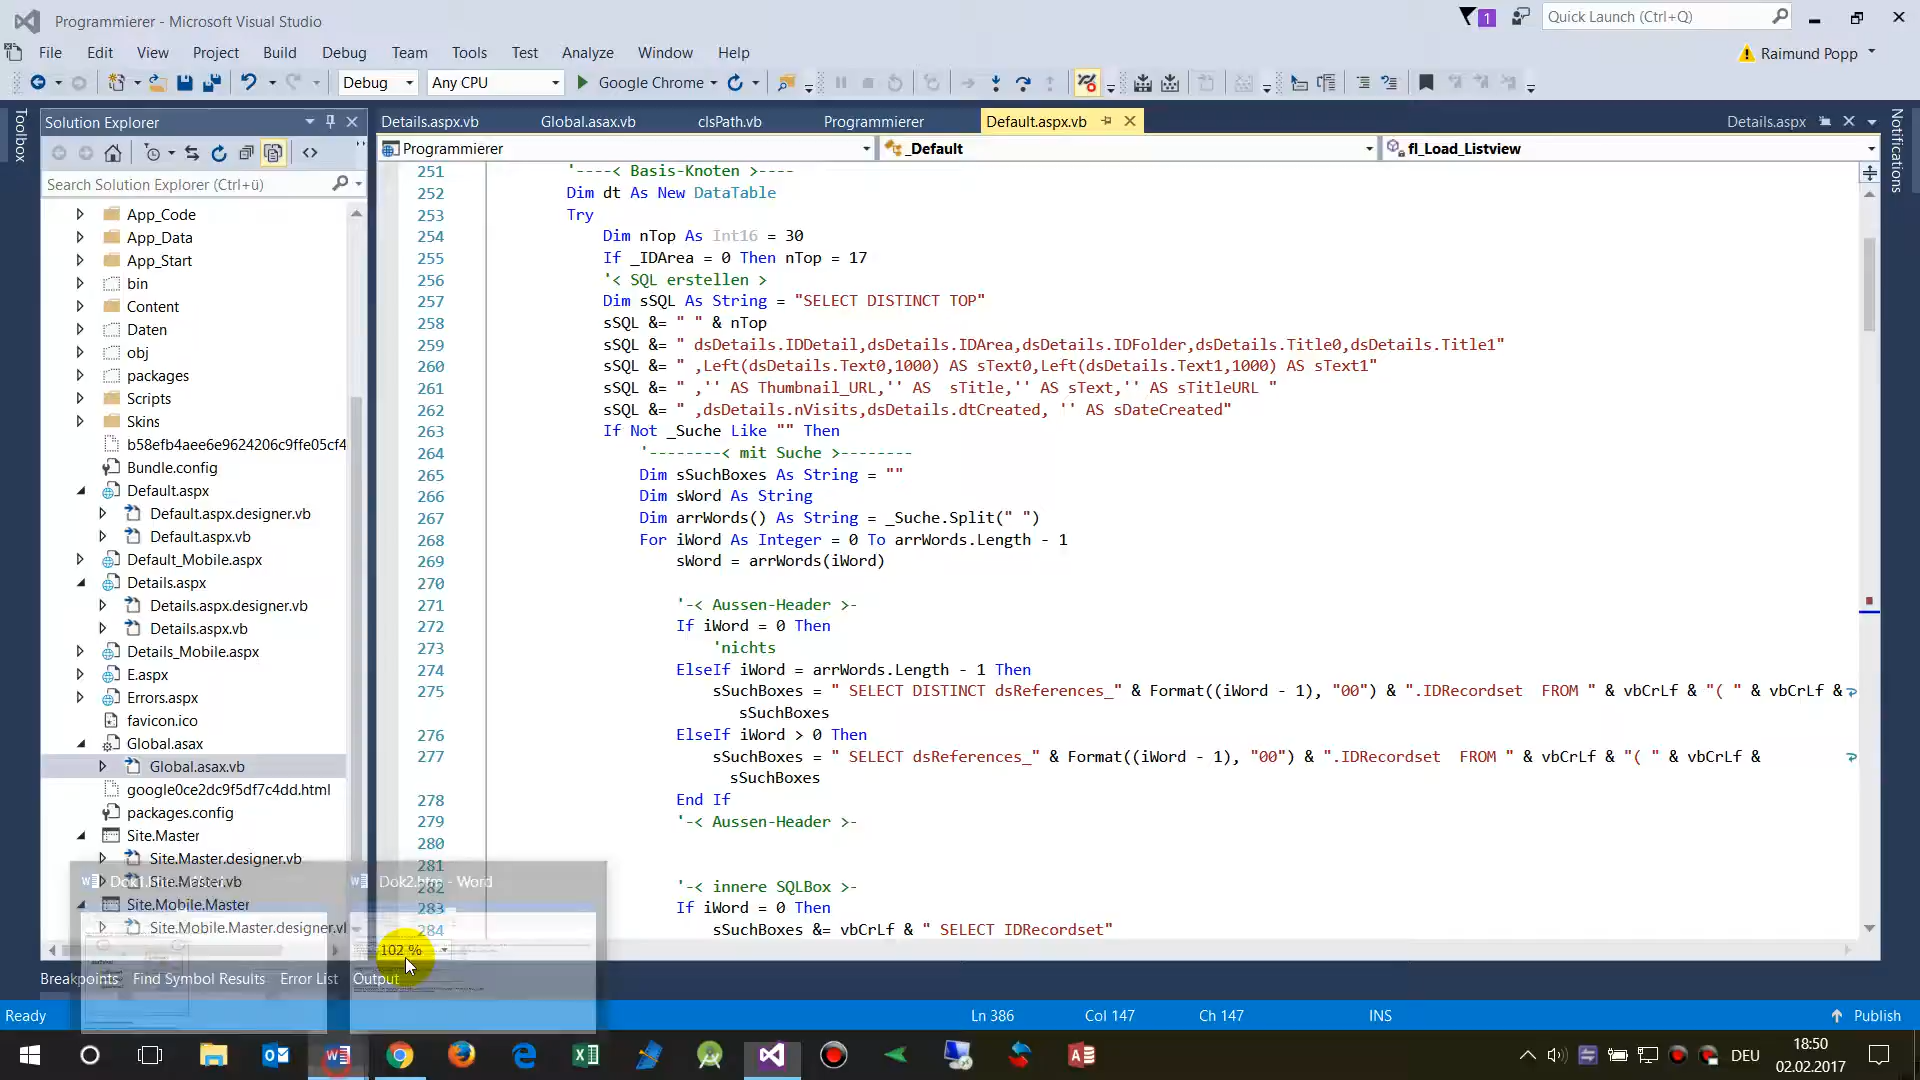 Programmierer - Microsoft Visual Studio
1
Quick Launch (Ctrl+Q)
File Edit View Project Build Debug Team Tools Test Analyze Window Help
Raimund Popp
Debug Any CPU Google Chrome
Toolbox
Notifications
Solution Explorer
Search Solution Explorer (Ctrl+ü)
App_Code
App_Data
App_Start
bin
Content
Daten
obj
packages
Scripts
Skins
b58efb4aee6e9624206c9ffe05cf4
Bundle.config
Default.aspx
Default.aspx.designer.vb
Default.aspx.vb
Default_Mobile.aspx
Details.aspx
Details.aspx.designer.vb
Details.aspx.vb
Details_Mobile.aspx
E.aspx
Errors.aspx
favicon.ico
Global.asax
Global.asax.vb
google0ce2dc9f5df7c4dd.html
packages.config
Site.Master
Site.Master.designer.vb
Site.Master.vb
Site.Mobile.Master
Site.Mobile.Master.designer.vl
Details.aspx.vb Global.asax.vb clsPath.vb Programmierer Default.aspx.vb Details.aspx
Programmierer _Default fl_Load_Listview
251 '----< Basis-Knoten >----
252 Dim dt As New DataTable
253 Try
254 Dim nTop As Int16 = 30
255 If _IDArea = 0 Then nTop = 17
256 '< SQL erstellen >
257 Dim sSQL As String = "SELECT DISTINCT TOP"
258 sSQL &= " " & nTop
259 sSQL &= " dsDetails.IDDetail,dsDetails.IDArea,dsDetails.IDFolder,dsDetails.Title0,dsDetails.Title1"
260 sSQL &= " ,Left(dsDetails.Text0,1000) AS sText0,Left(dsDetails.Text1,1000) AS sText1"
261 sSQL &= " ,'' AS Thumbnail_URL,'' AS  sTitle,'' AS sText,'' AS sTitleURL "
262 sSQL &= " ,dsDetails.nVisits,dsDetails.dtCreated, '' AS sDateCreated"
263 If Not _Suche Like "" Then
264 '--------< mit Suche >--------
265 Dim sSuchBoxes As String = ""
266 Dim sWord As String
267 Dim arrWords() As String = _Suche.Split(" ")
268 For iWord As Integer = 0 To arrWords.Length - 1
269 sWord = arrWords(iWord)
270
271 '-< Aussen-Header >-
272 If iWord = 0 Then
273 'nichts
274 ElseIf iWord = arrWords.Length - 1 Then
275 sSuchBoxes = " SELECT DISTINCT dsReferences_" & Format((iWord - 1), "00") & ".IDRecordset  FROM " & vbCrLf & "( " & vbCrLf &
sSuchBoxes
276 ElseIf iWord > 0 Then
277 sSuchBoxes = " SELECT dsReferences_" & Format((iWord - 1), "00") & ".IDRecordset  FROM " & vbCrLf & "( " & vbCrLf &
sSuchBoxes
278 End If
279 '-< Aussen-Header >-
280
281
282 '-< innere SQLBox >-
283 If iWord = 0 Then
284 sSuchBoxes &= vbCrLf & " SELECT IDRecordset"
Dok2.htm - Word
102 %
Breakpoints Find Symbol Results Error List Output
Ready Ln 386 Col 147 Ch 147 INS Publish
DEU
18:50
02.02.2017